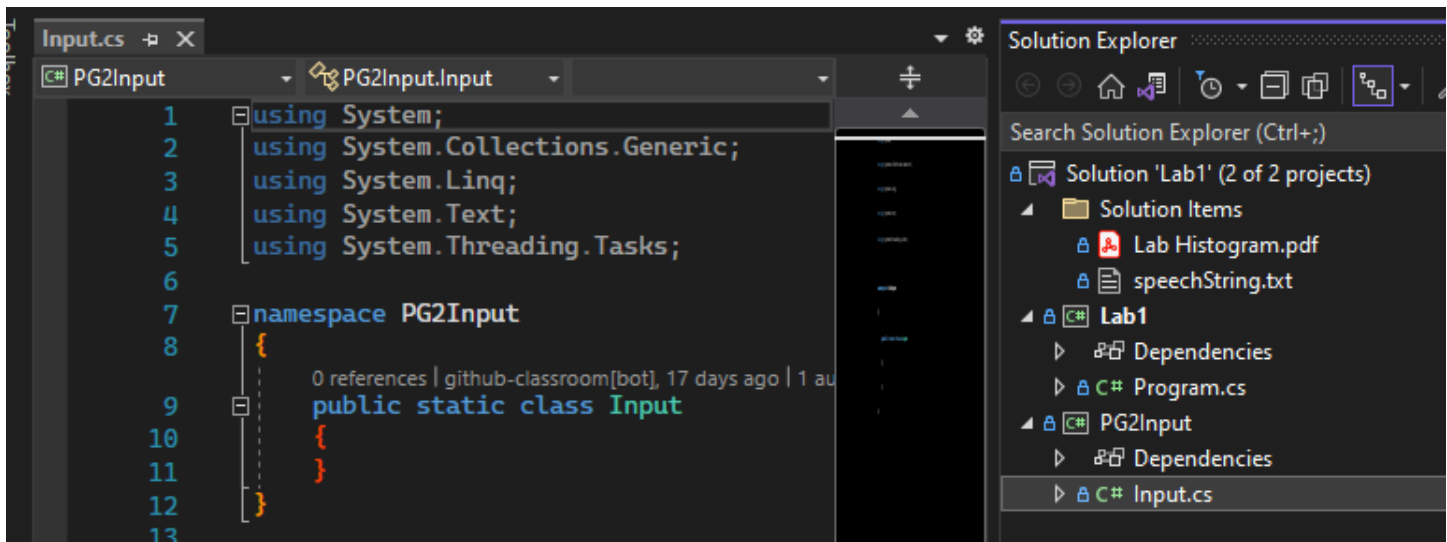 Toolbox
Input.cs
PG2Input
PG2Input.Input
1 using System;
2 using System.Collections.Generic;
3 using System.Linq;
4 using System.Text;
5 using System.Threading.Tasks;
6
7 namespace PG2Input
8 {
0 references | github-classroom[bot], 17 days ago | 1 au
9 public static class Input
10 {
11 }
12 }
13
Solution Explorer
Search Solution Explorer (Ctrl+;)
Solution 'Lab1' (2 of 2 projects)
Solution Items
Lab Histogram.pdf
speechString.txt
C# Lab1
Dependencies
C# Program.cs
C# PG2Input
Dependencies
C# Input.cs